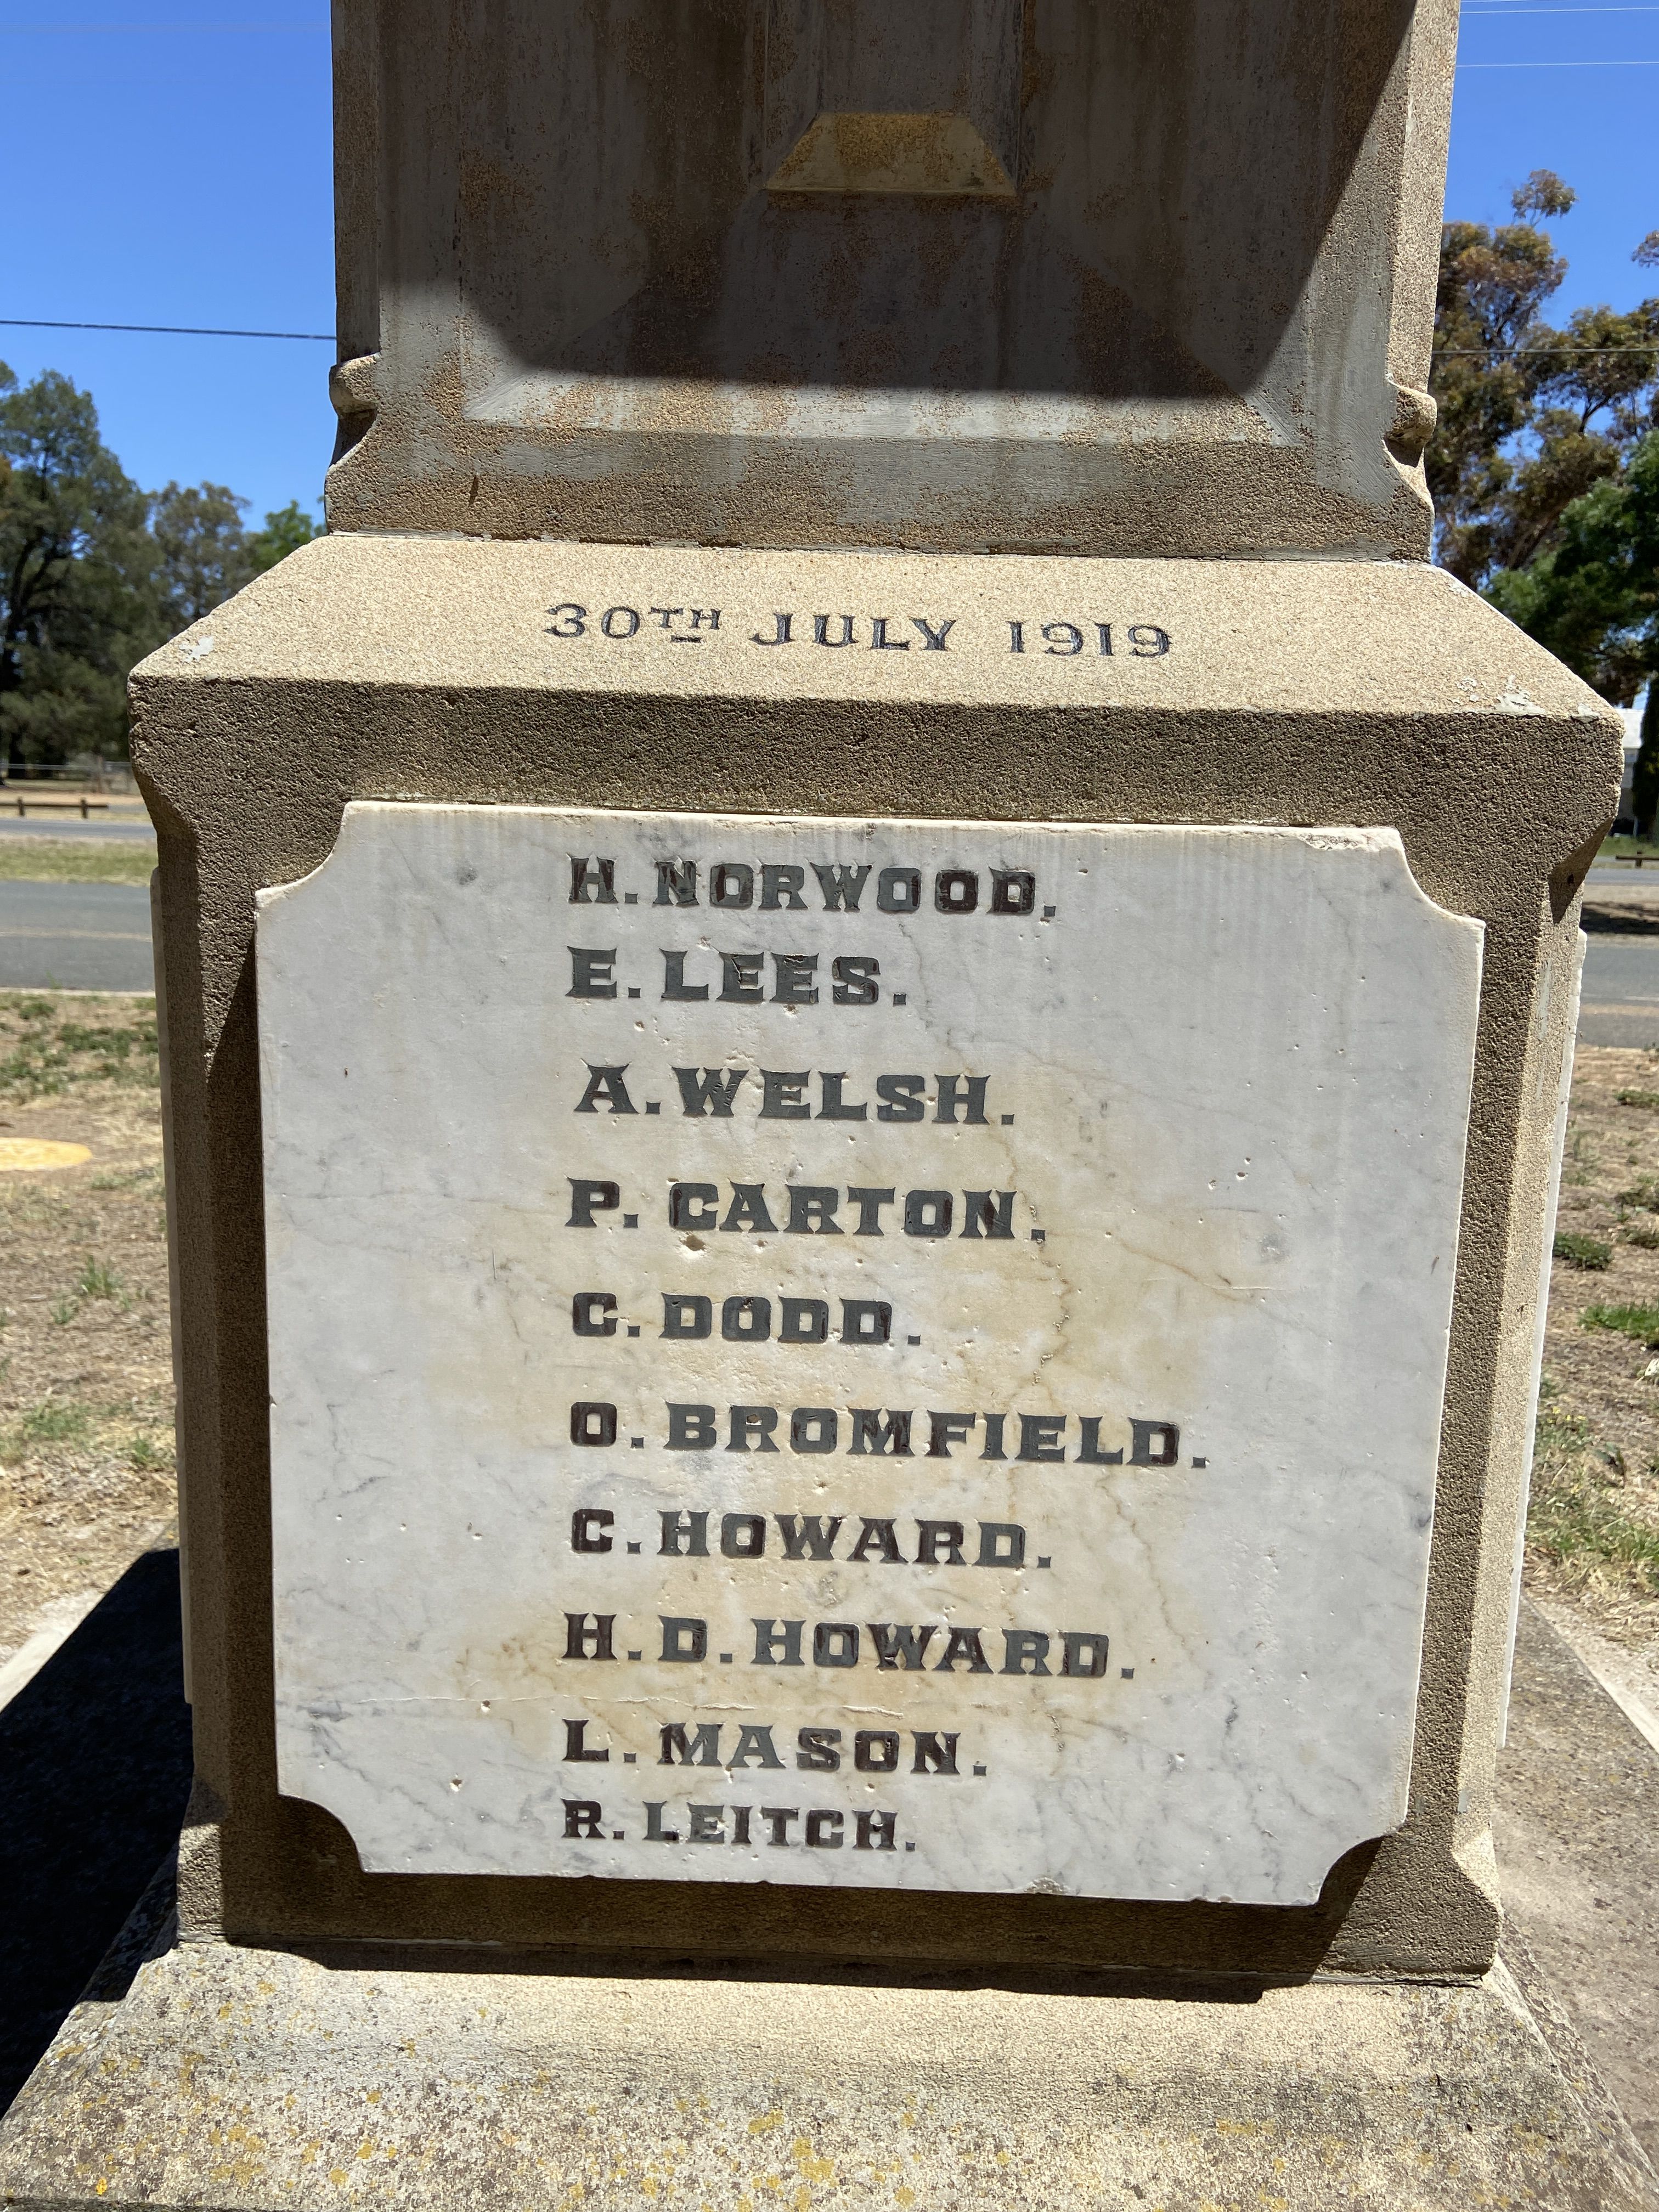 30TH JULY 1919
H. NORWOOD.
E. LEES.
A. WELSH.
P. CARTON.
C. DODD.
O. BROMFIELD.
C. HOWARD.
H. D. HOWARD.
L. MASON.
R. LEITCH.